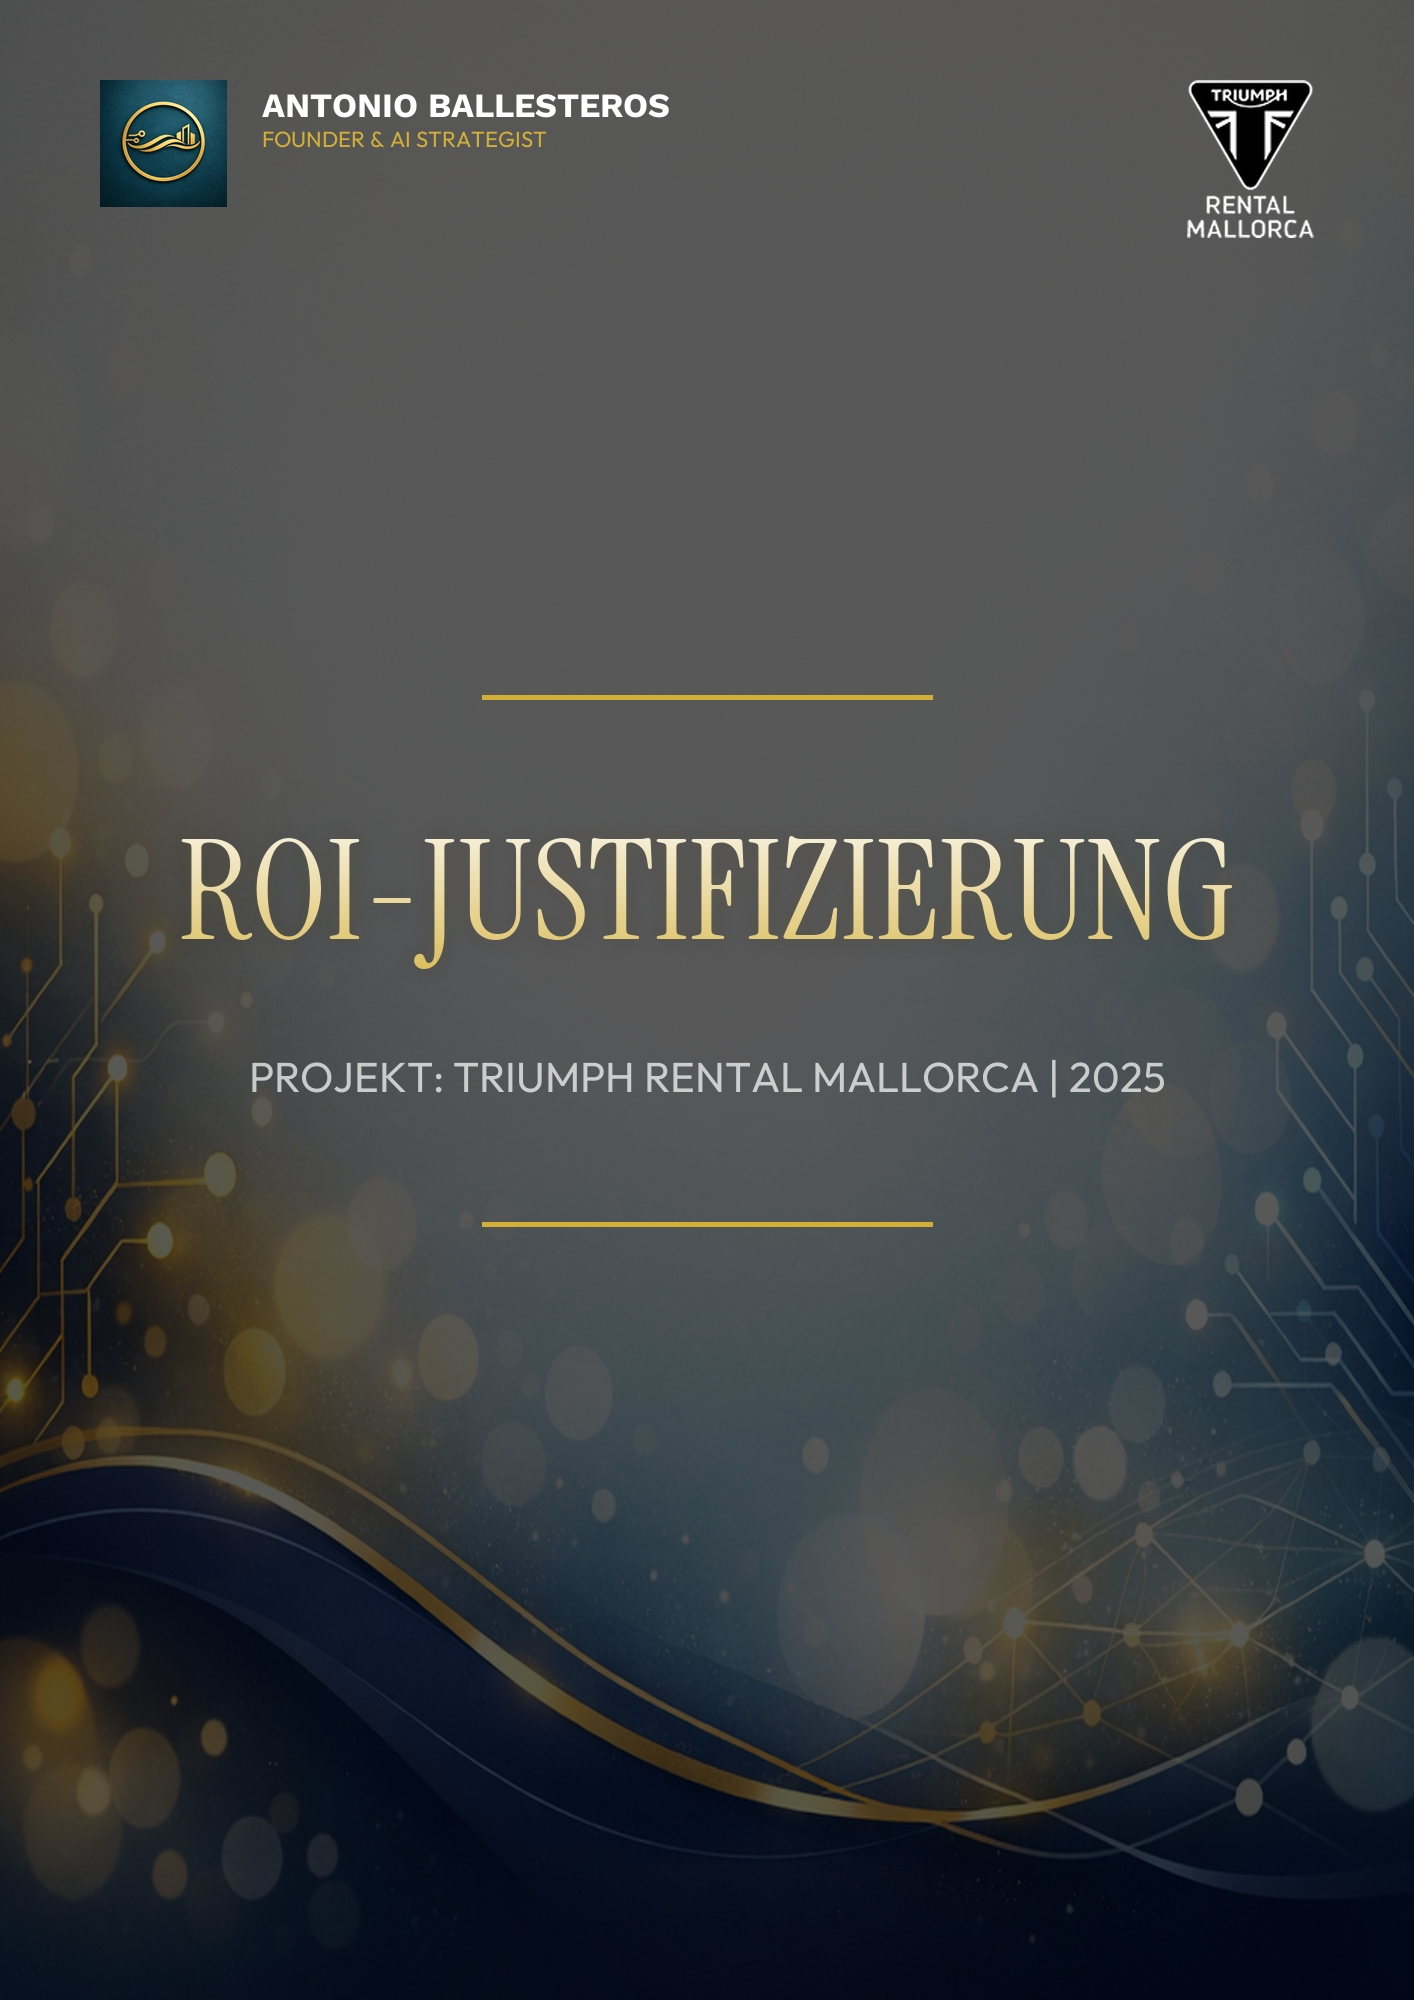 ANTONIO BALLESTEROS
FOUNDER & AI STRATEGIST
TRIUMPH
RENTAL
MALLORCA
ROI-JUSTIFIZIERUNG
PROJEKT: TRIUMPH RENTAL MALLORCA | 2025